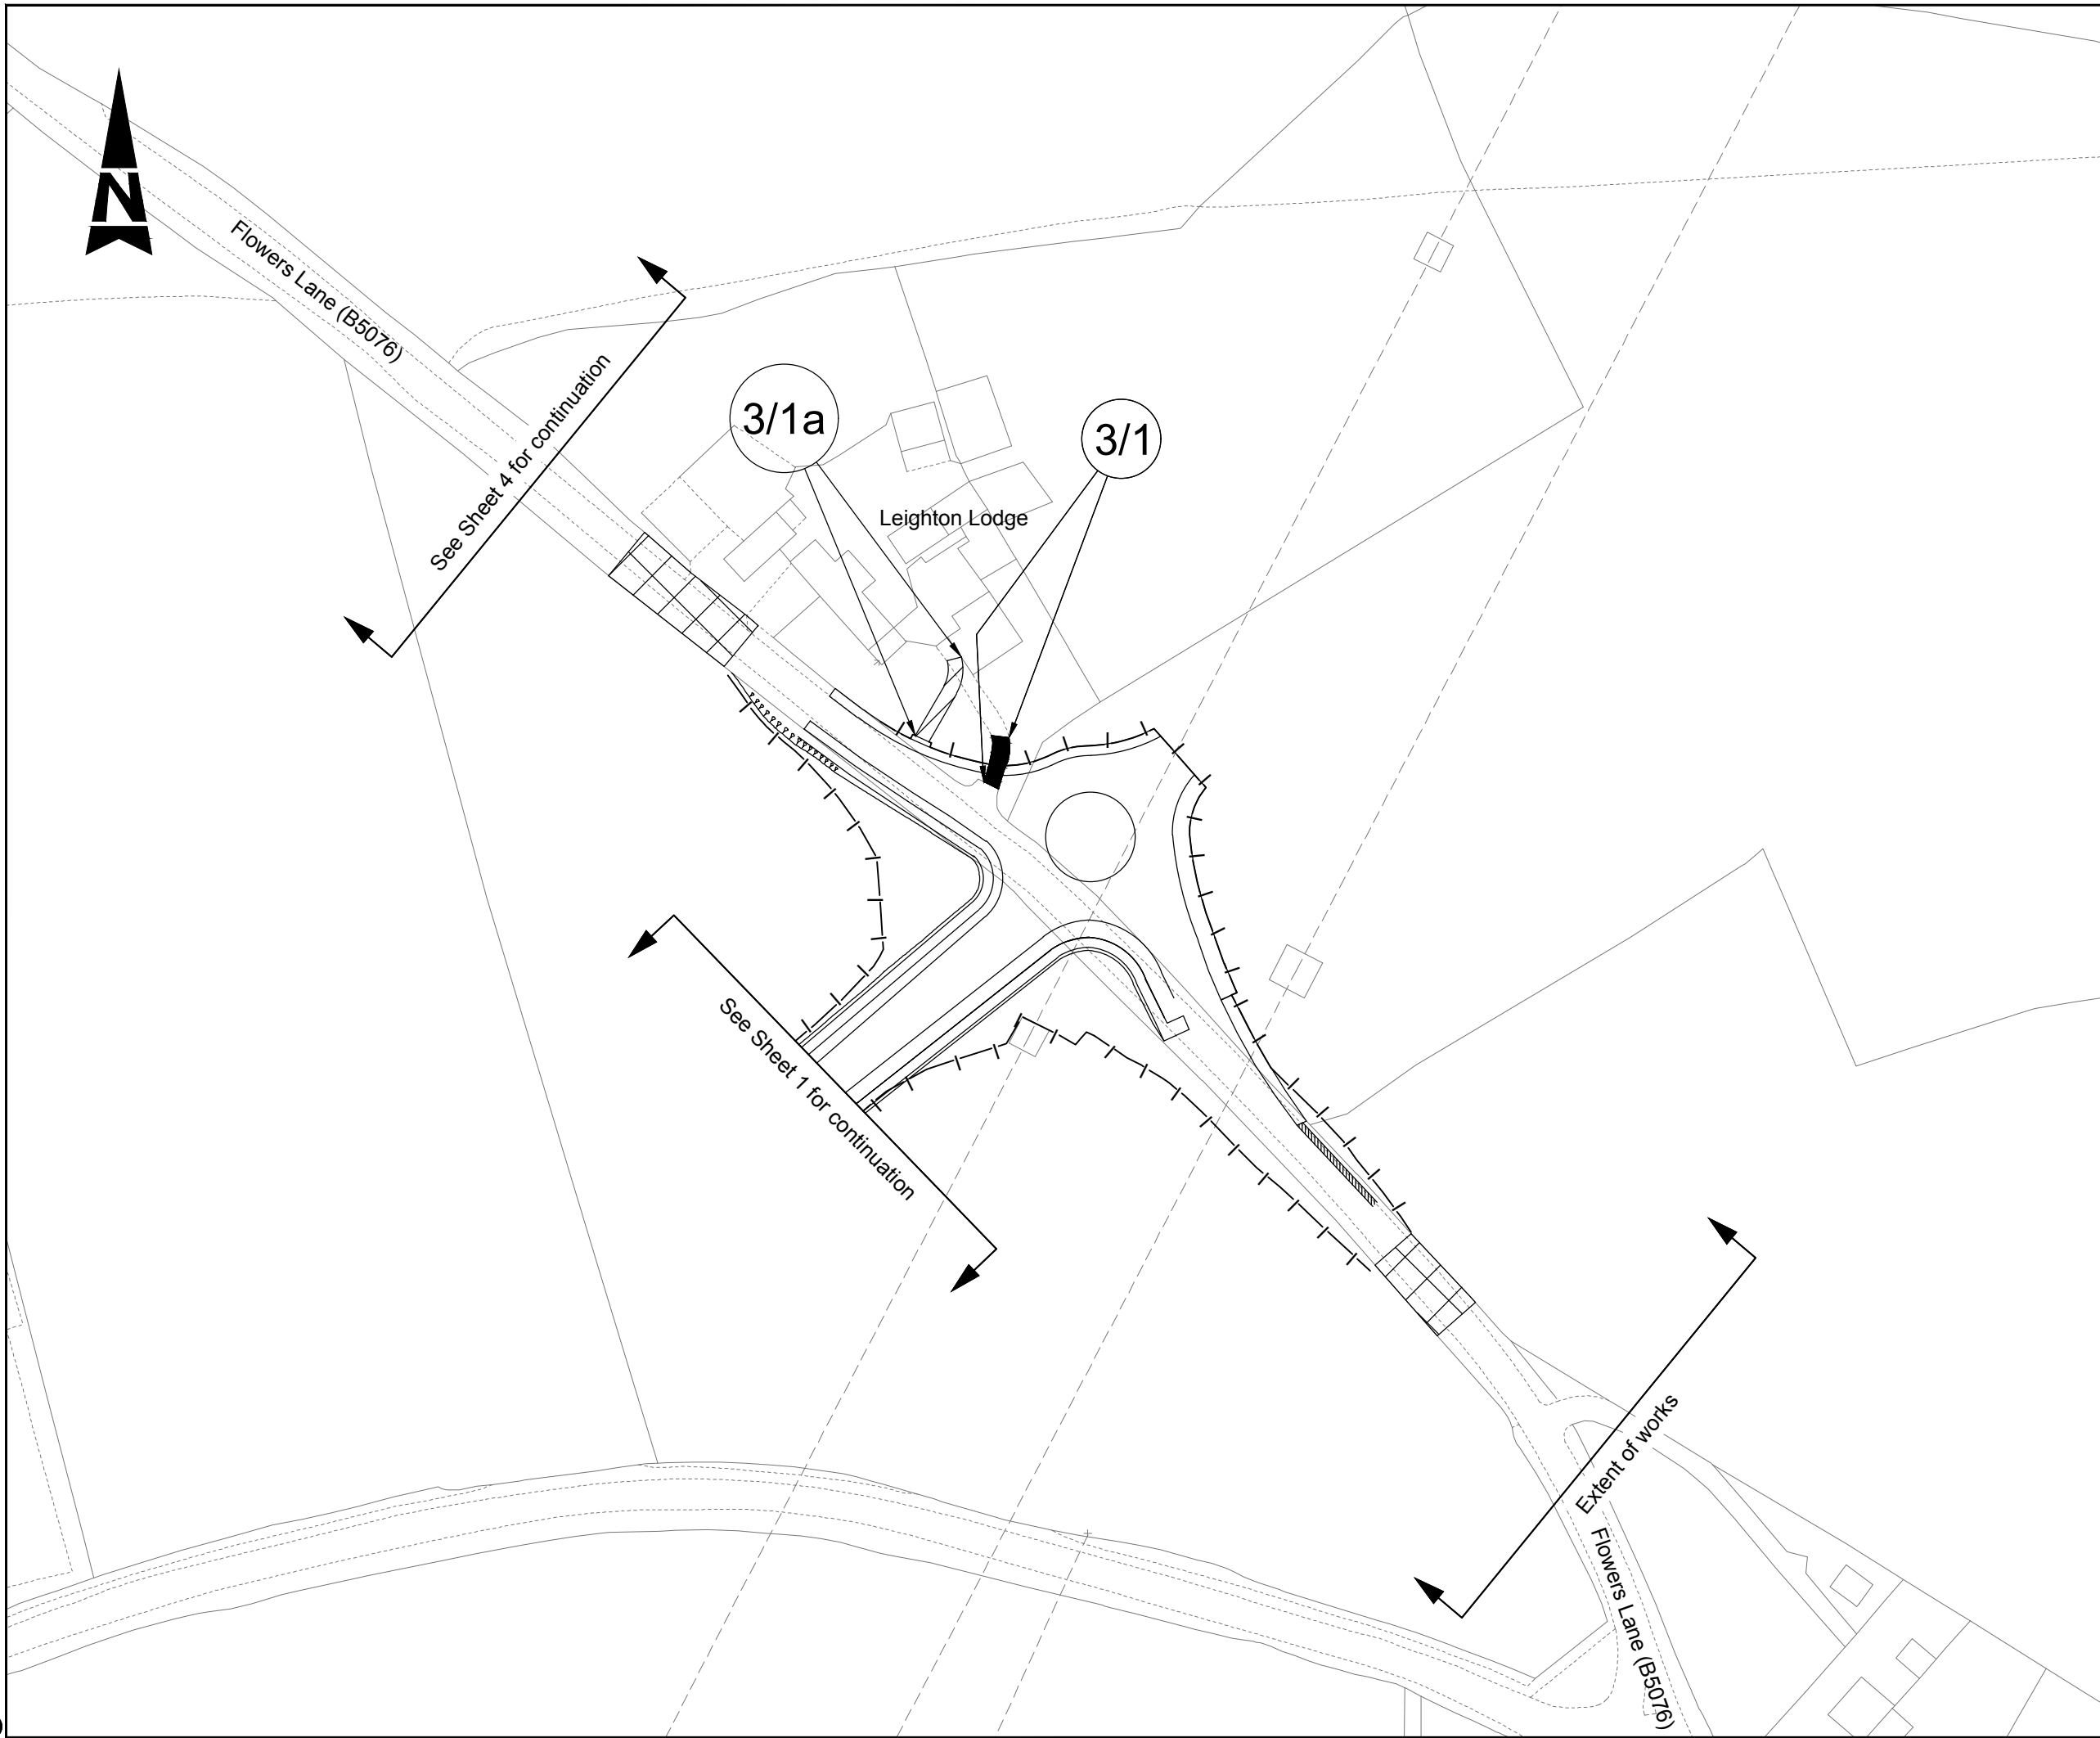 N
Flowers Lane (B5076)
See Sheet 4 for continuation
3/1a
3/1
Leighton Lodge
See Sheet 1 for continuation
Extent of works
Flowers Lane (B5076)